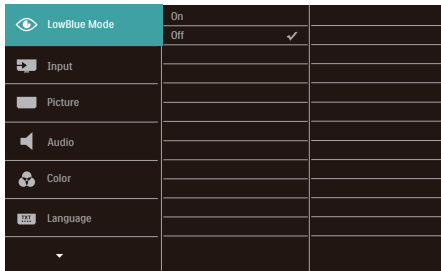 LowBlue Mode
On
Off
Input
Picture
Audio
Color
TXT
Language